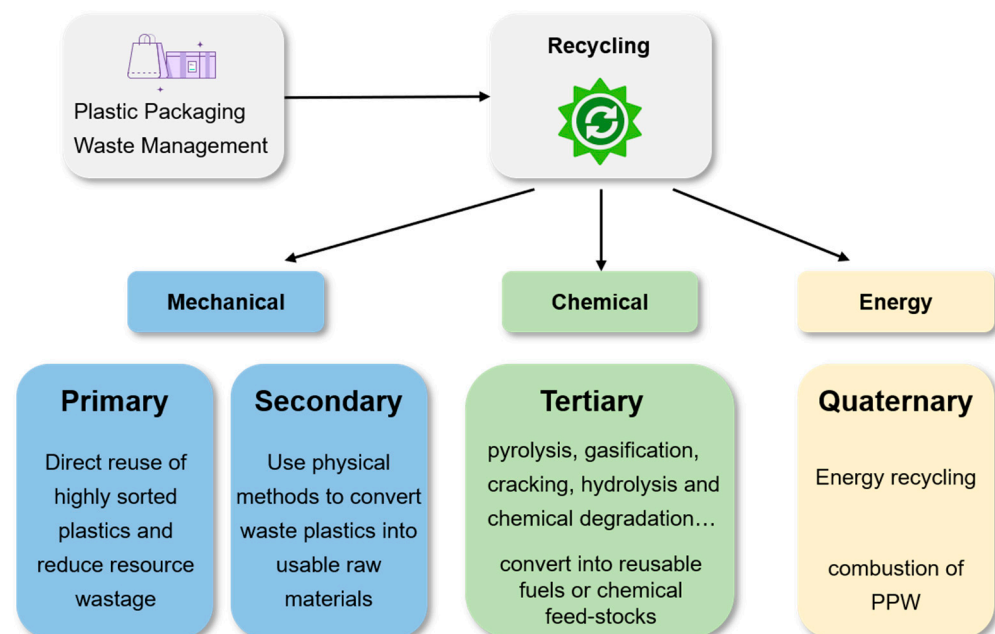 Plastic Packaging
Waste Management
Recycling
Mechanical
Chemical
Energy
Primary
Direct reuse of
highly sorted
plastics and
reduce resource
wastage
Secondary
Use physical
methods to convert
waste plastics into
usable raw
materials
Tertiary
pyrolysis, gasification,
cracking, hydrolysis and
chemical degradation…
convert into reusable
fuels or chemical
feed-stocks
Quaternary
Energy recycling
combustion of
PPW